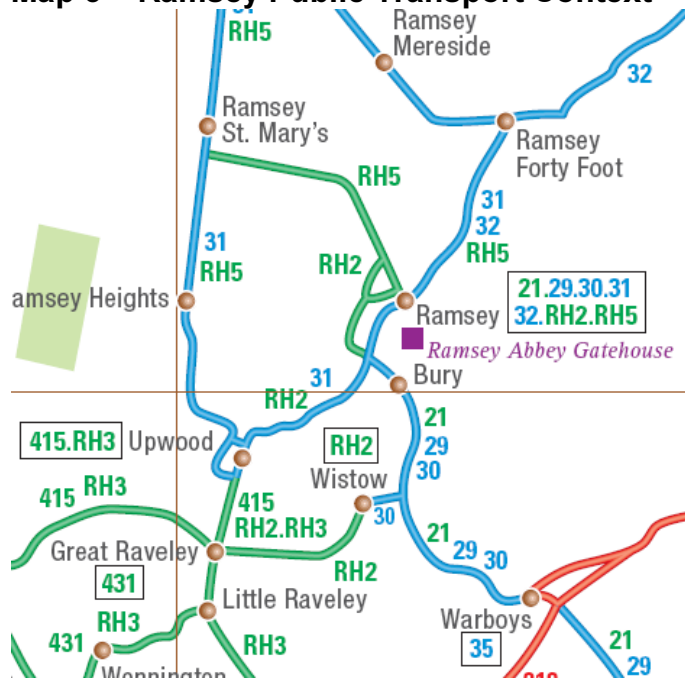 RH5
Ramsey
Mereside
32
Ramsey
St. Mary's
Ramsey
Forty Foot
RH5
31
32
RH5
31
RH5
RH2
amsey Heights
21.29.30.31
32.RH2.RH5
Ramsey
Ramsey Abbey Gatehouse
Bury
31
RH2
21
29
30
415.RH3
Upwood
RH2
Wistow
30
415
RH3
415
RH2.RH3
21
29
30
Great Raveley
RH2
431
Little Raveley
Warboys
35
RH3
431
RH3
21
29